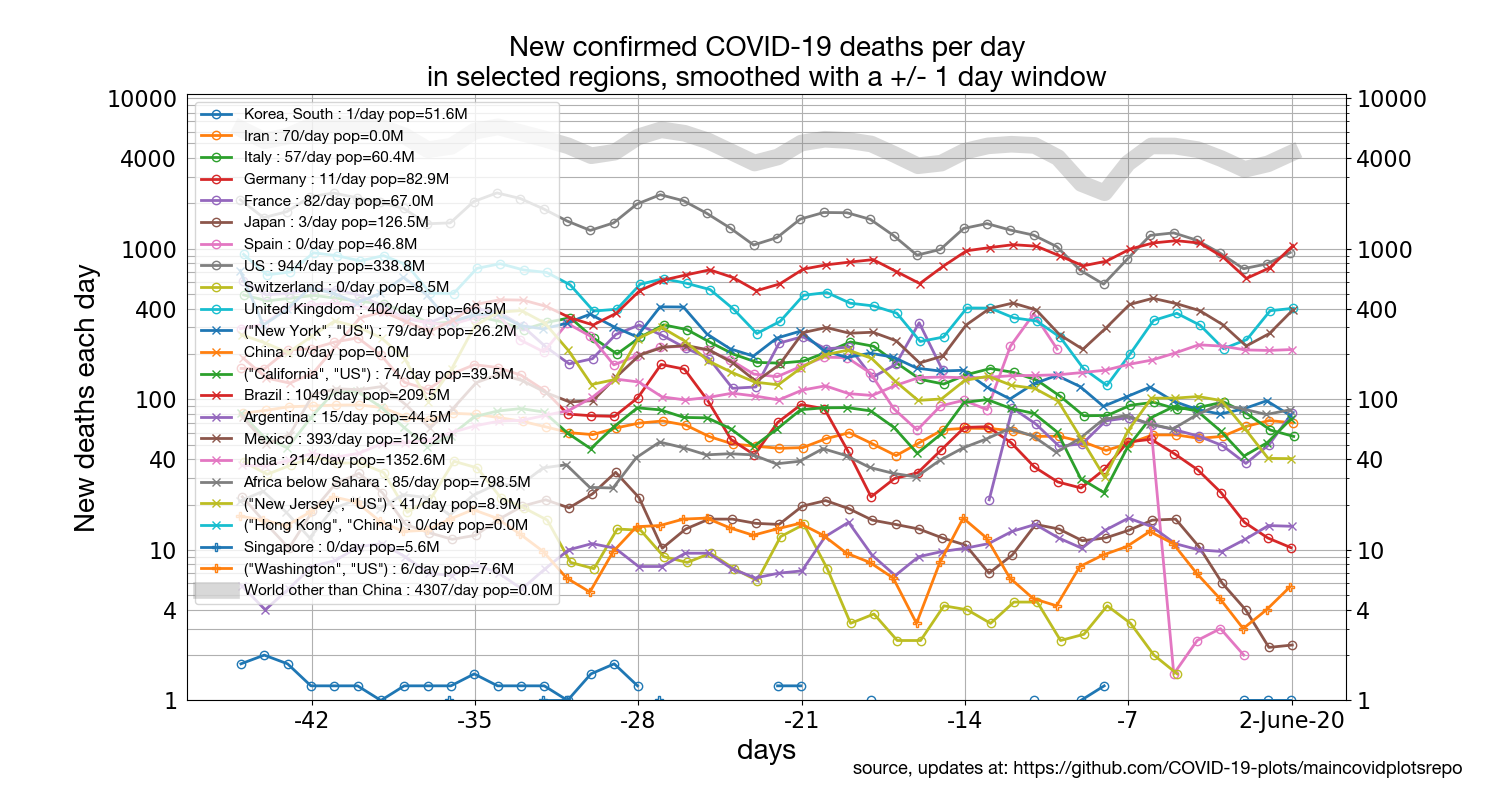 New confirmed COVID-19 deaths per day
in selected regions, smoothed with a +/- 1 day window
10000
4000
1000
400
100
40
10
4
1
New deaths each day
Korea, South : 1/day pop=51.6M
Iran : 70/day pop=0.0M
Italy : 57/day pop=60.4M
Germany : 11/day pop=82.9M
France : 82/day pop=67.0M
Japan : 3/day pop=126.5M
Spain : 0/day pop=46.8M
US : 944/day pop=338.8M
Switzerland : 0/day pop=8.5M
United Kingdom : 402/day pop=66.5M
("New York", "US") : 79/day pop=26.2M
China : 0/day pop=0.0M
("California", "US") : 74/day pop=39.5M
Brazil : 1049/day pop=209.5M
Argentina : 15/day pop=44.5M
Mexico : 393/day pop=126.2M
India : 214/day pop=1352.6M
Africa below Sahara : 85/day pop=798.5M
("New Jersey", "US") : 41/day pop=8.9M
("Hong Kong", "China") : 0/day pop=0.0M
Singapore : 0/day pop=5.6M
("Washington", "US") : 6/day pop=7.6M
World other than China : 4307/day pop=0.0M
10000
4000
1000
400
100
40
10
4
1
-42 -35 -28 -21 -14 -7 2-June-20
days
source, updates at: https://github.com/COVID-19-plots/maincovidplotsrepo